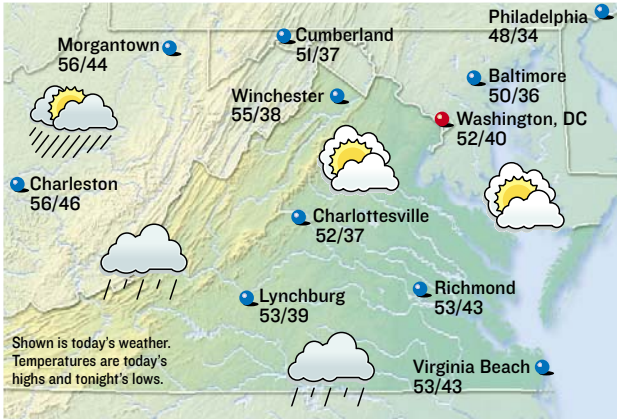 Philadelphia
48/34
Morgantown
56/44
Cumberland
51/37
Baltimore
50/36
Winchester
55/38
Washington, DC
52/40
Charleston
56/46
Charlottesville
52/37
Lynchburg
53/39
Richmond
53/43
Shown is today's weather.
Temperatures are today's
highs and tonight's lows.
Virginia Beach
53/43